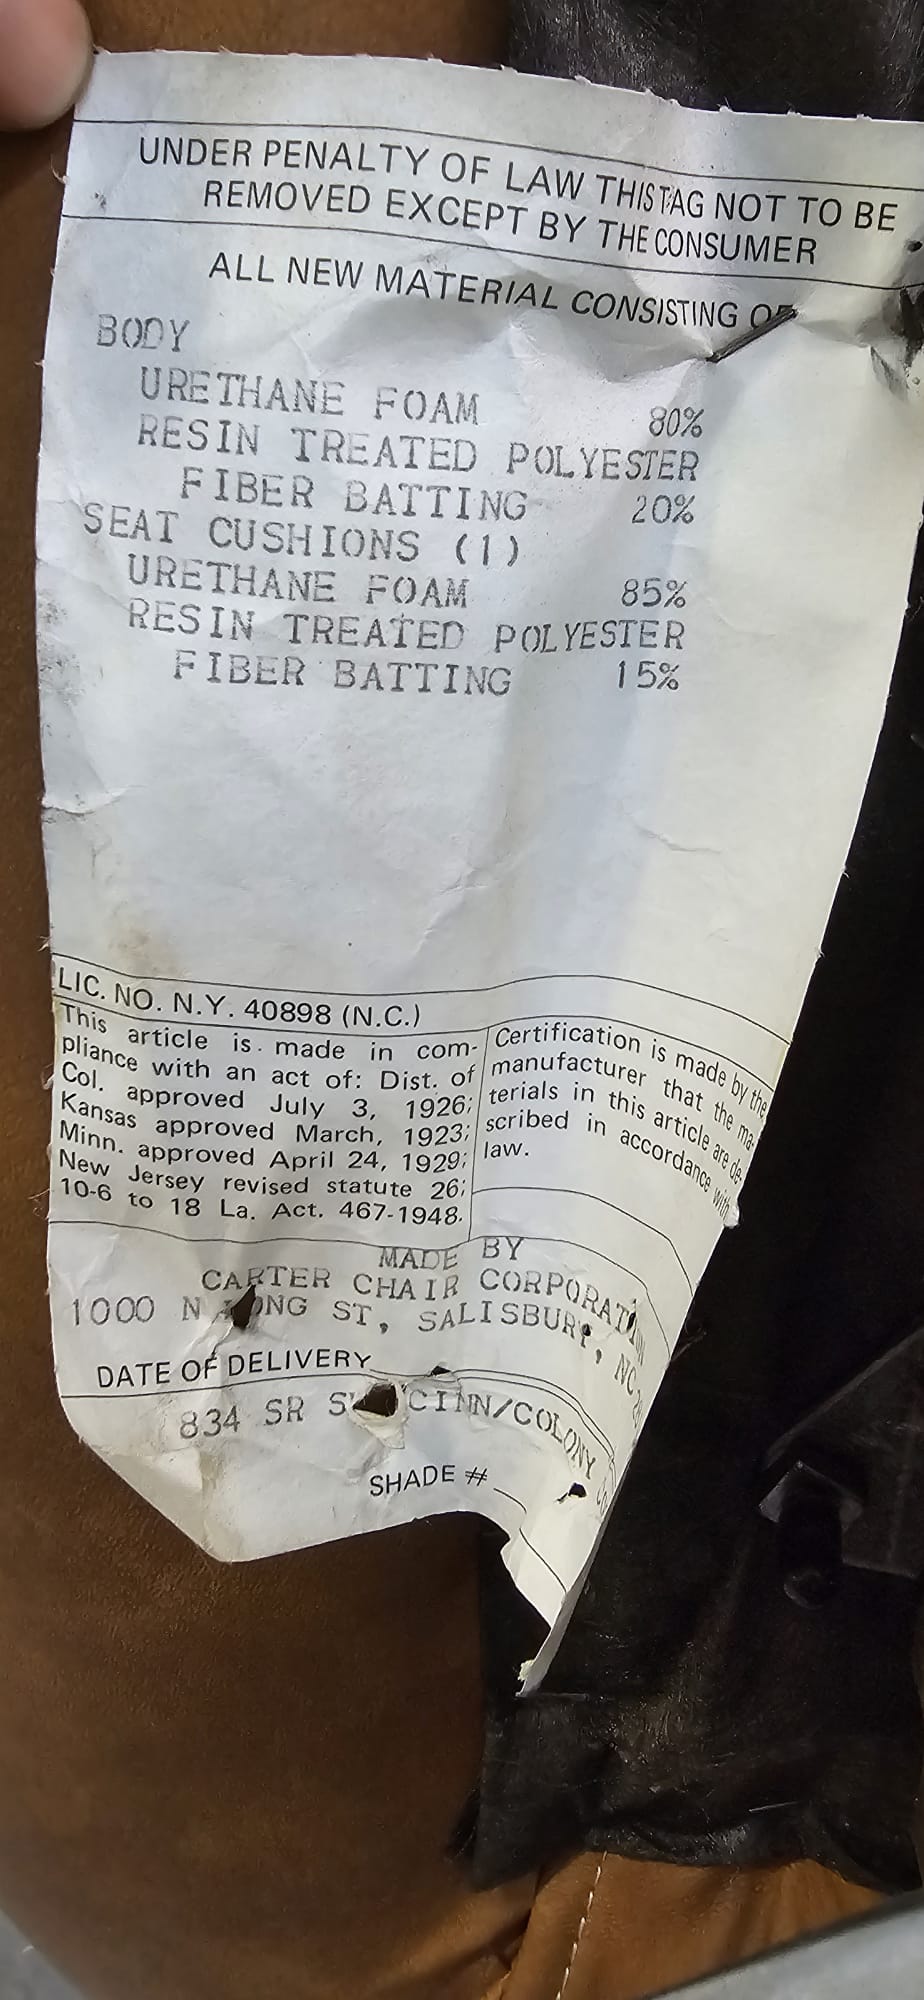 UNDER PENALTY OF LAW THIS TAG NOT TO BE
REMOVED EXCEPT BY THE CONSUMER
ALL NEW MATERIAL CONSISTING OF
BODY
URETHANE FOAM 80%
RESIN TREATED POLYESTER
FIBER BATTING 20%
SEAT CUSHIONS (1)
URETHANE FOAM 85%
RESIN TREATED POLYESTER
FIBER BATTING 15%
LIC. NO. N.Y. 40898 (N.C.)
This article is made in com-
pliance with an act of: Dist. of
Col. approved July 3, 1926;
Kansas approved March, 1923;
Minn. approved April 24, 1929;
New Jersey revised statute 26;
10-6 to 18 La. Act. 467-1948.
Certification is made by the
manufacturer that the ma-
terials in this article are de-
scribed in accordance with
law.
MADE BY
CARTER CHAIR CORPORATION
1000 N ST, SALISBURY, NC
DATE OF DELIVERY
834 SR CINN/COLONY
SHADE #